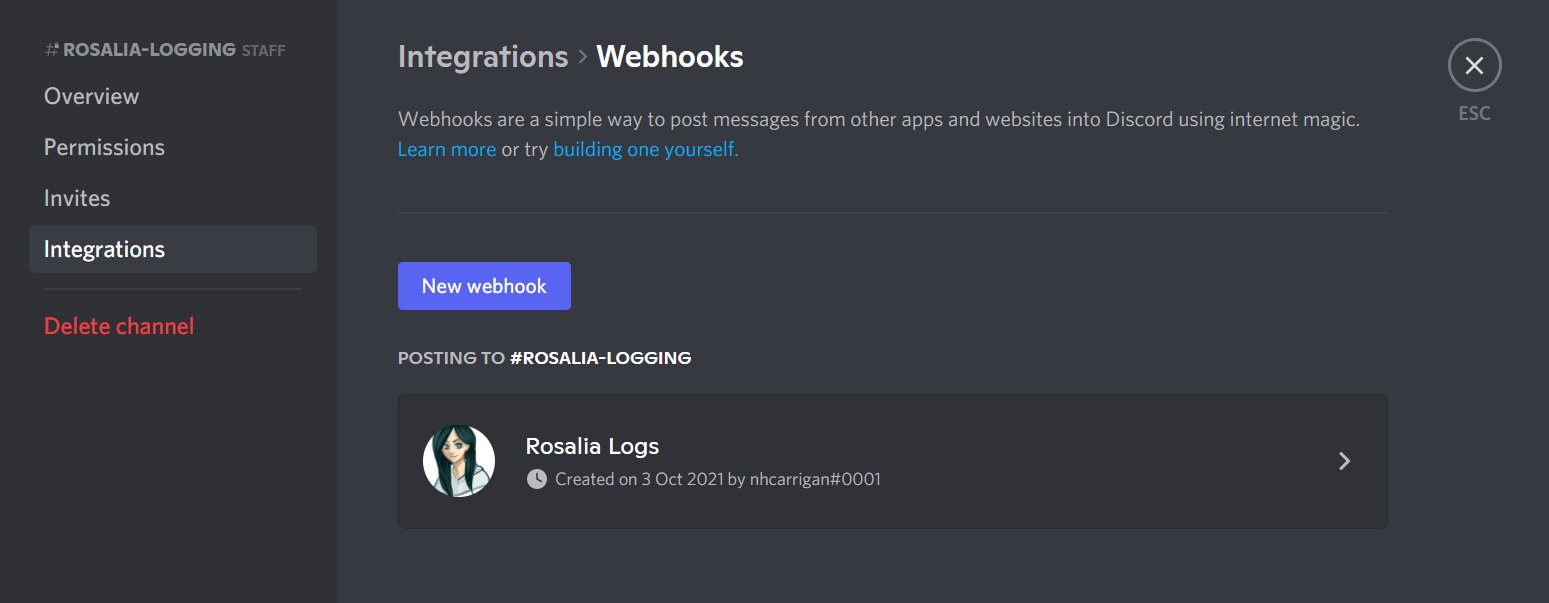 # ROSALIA-LOGGING STAFF
Overview
Permissions
Invites
Integrations
Delete channel
Integrations > Webhooks
Webhooks are a simple way to post messages from other apps and websites into Discord using internet magic.
Learn more or try building one yourself.
New webhook
POSTING TO #ROSALIA-LOGGING
Rosalia Logs
Created on 3 Oct 2021 by nhcarrigan#0001
ESC